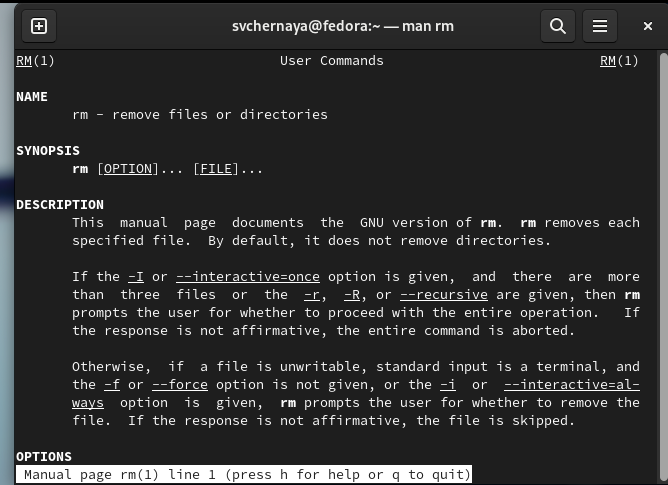 svchernaya@fedora:~ — man rm
RM(1) User Commands RM(1)
NAME
rm - remove files or directories
SYNOPSIS
rm [OPTION]... [FILE]...
DESCRIPTION
This manual page documents the GNU version of rm. rm removes each
specified file. By default, it does not remove directories.
If the -I or --interactive=once option is given, and there are more
than three files or the -r, -R, or --recursive are given, then rm
prompts the user for whether to proceed with the entire operation. If
the response is not affirmative, the entire command is aborted.
Otherwise, if a file is unwritable, standard input is a terminal, and
the -f or --force option is not given, or the -i or --interactive=al-
ways option is given, rm prompts the user for whether to remove the
file. If the response is not affirmative, the file is skipped.
OPTIONS
Manual page rm(1) line 1 (press h for help or q to quit)